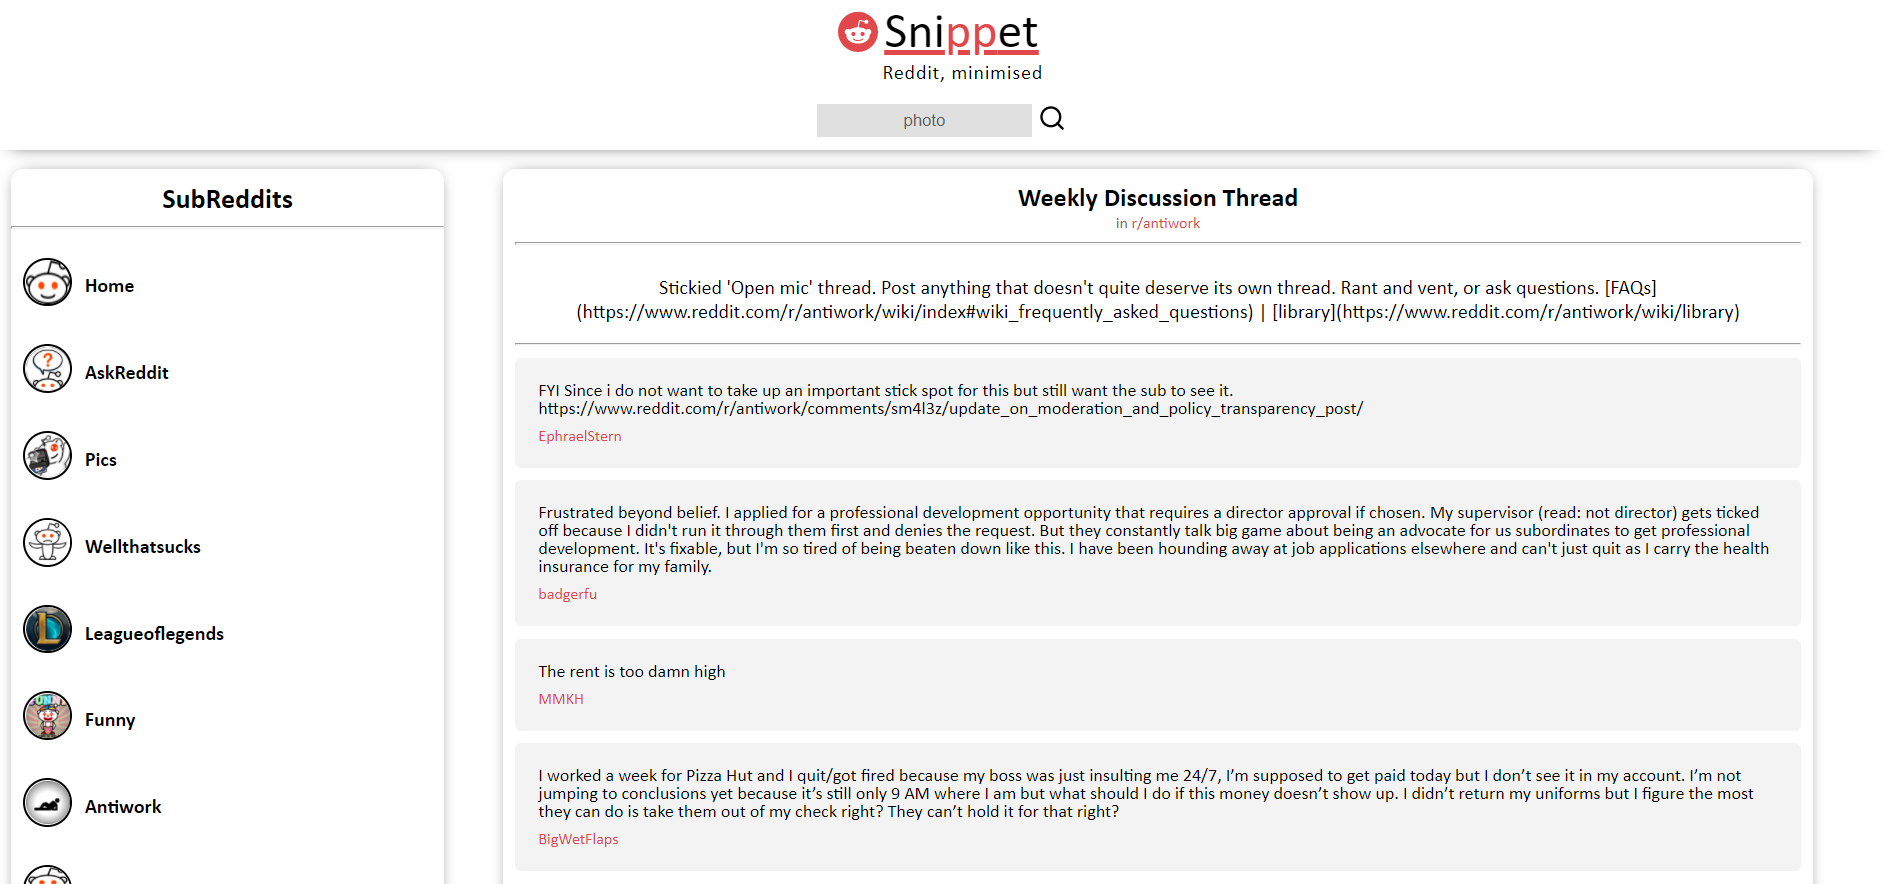 Snippet
Reddit, minimised
photo
SubReddits
Home
AskReddit
Pics
Wellthatsucks
Leagueoflegends
Funny
Antiwork
Weekly Discussion Thread
in r/antiwork
Stickied 'Open mic' thread. Post anything that doesn't quite deserve its own thread. Rant and vent, or ask questions. [FAQs]
(https://www.reddit.com/r/antiwork/wiki/index#wiki_frequently_asked_questions) | [library](https://www.reddit.com/r/antiwork/wiki/library)
FYI Since i do not want to take up an important stick spot for this but still want the sub to see it.
https://www.reddit.com/r/antiwork/comments/sm4l3z/update_on_moderation_and_policy_transparency_post/
EphraelStern
Frustrated beyond belief. I applied for a professional development opportunity that requires a director approval if chosen. My supervisor (read: not director) gets ticked
off because I didn't run it through them first and denies the request. But they constantly talk big game about being an advocate for us subordinates to get professional
development. It's fixable, but I'm so tired of being beaten down like this. I have been hounding away at job applications elsewhere and can't just quit as I carry the health
insurance for my family.
badgerfu
The rent is too damn high
MMKH
I worked a week for Pizza Hut and I quit/got fired because my boss was just insulting me 24/7, I’m supposed to get paid today but I don’t see it in my account. I’m not
jumping to conclusions yet because it’s still only 9 AM where I am but what should I do if this money doesn’t show up. I didn’t return my uniforms but I figure the most
they can do is take them out of my check right? They can’t hold it for that right?
BigWetFlaps